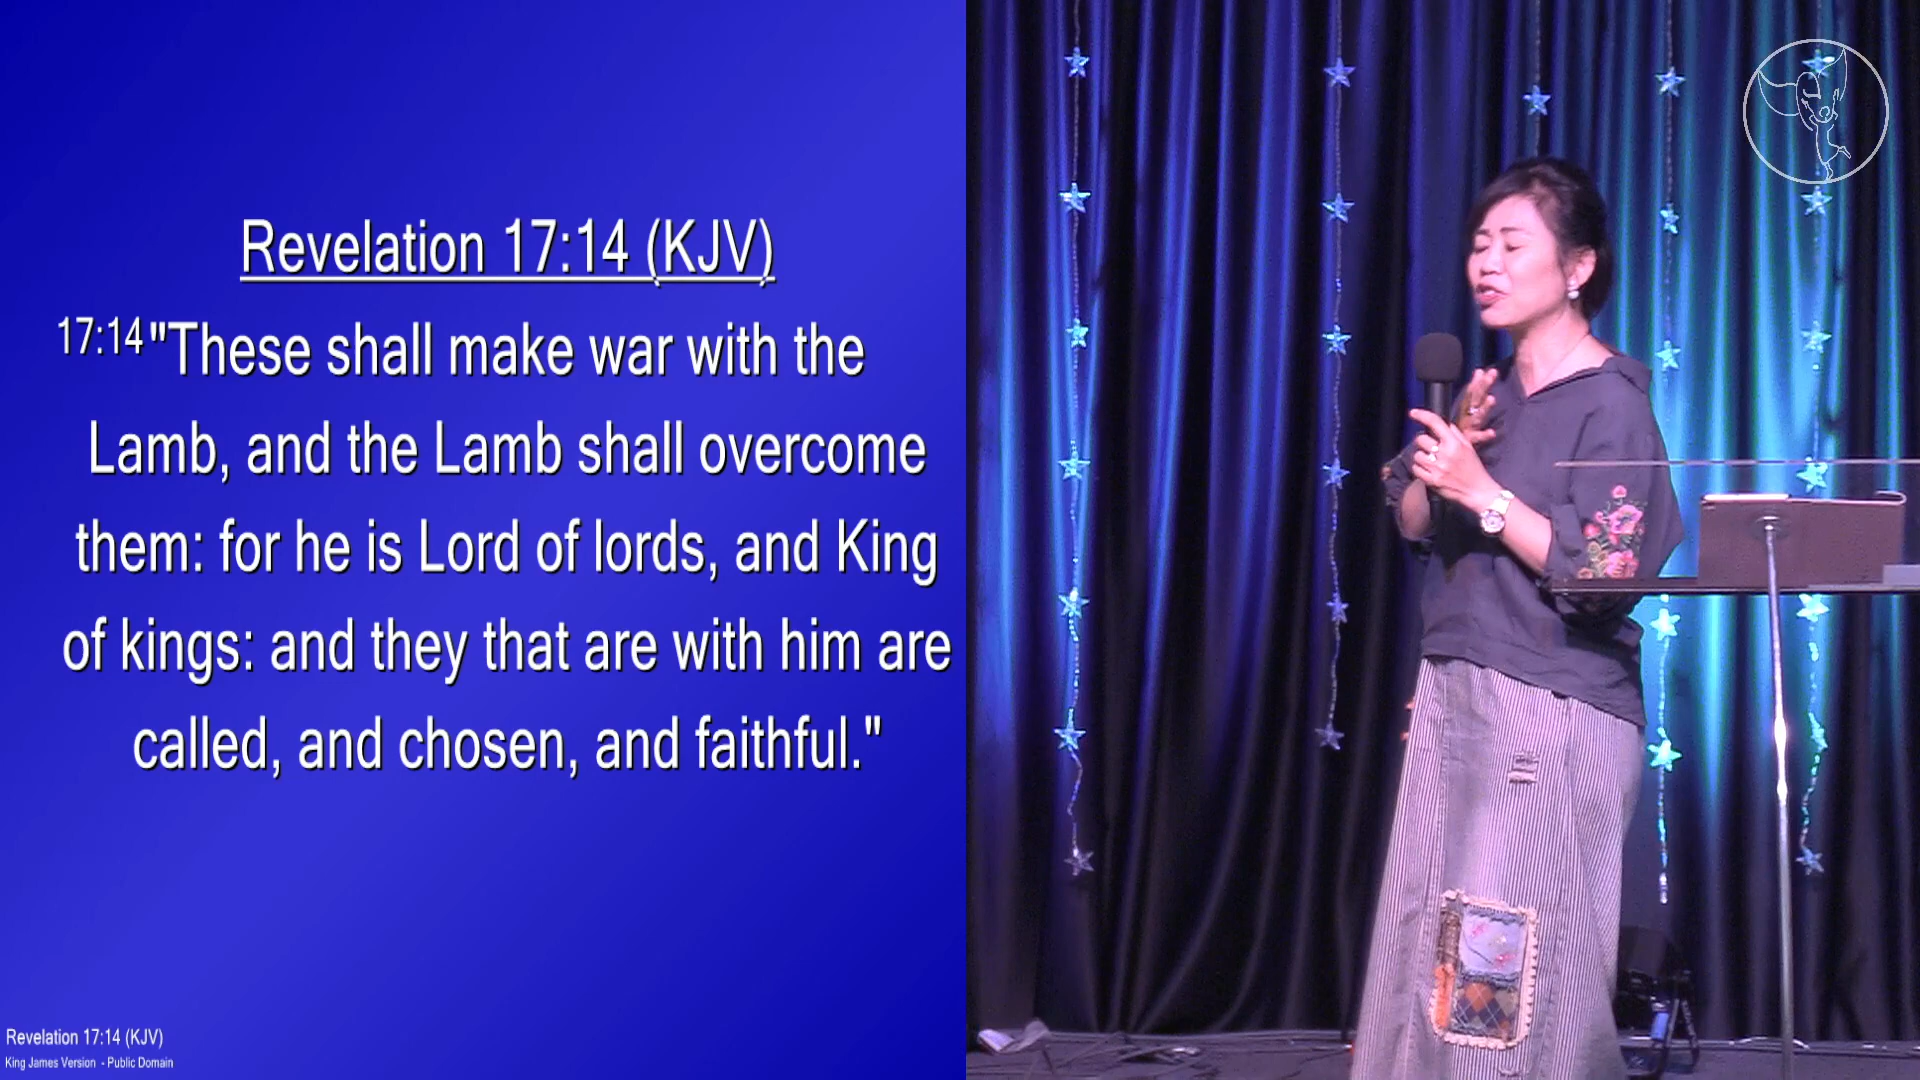 Revelation 17:14 (KJV)
17:14"These shall make war with the
Lamb, and the Lamb shall overcome
them: for he is Lord of lords, and King
of kings: and they that are with him are
called, and chosen, and faithful."
Revelation 17:14 (KJV)
King James Version - Public Domain